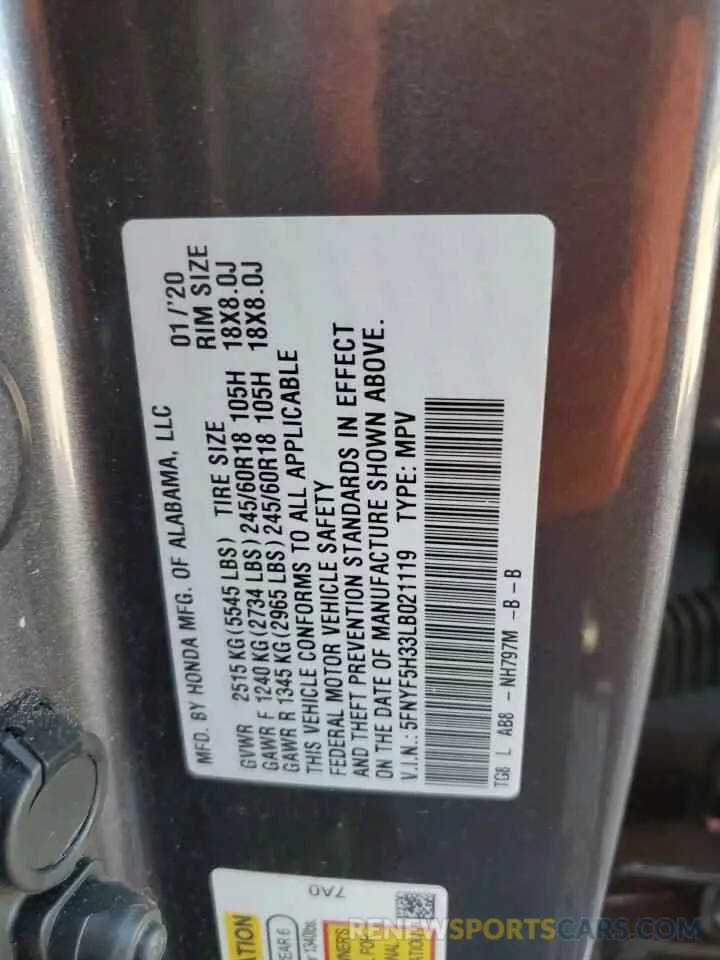 MFD. BY HONDA MFG. OF ALABAMA, LLC 01/'20
TIRE SIZE RIM SIZE
GVWR 2515 KG(5545 LBS)
GAWR F 1240 KG(2734 LBS)245/60R18 105H 18X8.0J
GAWR R 1345 KG(2965 LBS)245/60R18 105H 18X8.0J
THIS VEHICLE CONFORMS TO ALL APPLICABLE
FEDERAL MOTOR VEHICLE SAFETY
AND THEFT PREVENTION STANDARDS IN EFFECT
ON THE DATE OF MANUFACTURE SHOWN ABOVE.
V.I.N.: 5FNYF5H33LB021119 TYPE: MPV
TG8 L AB8 - NH797M -B -B
7A0
RENEWSPORTSCARS.COM